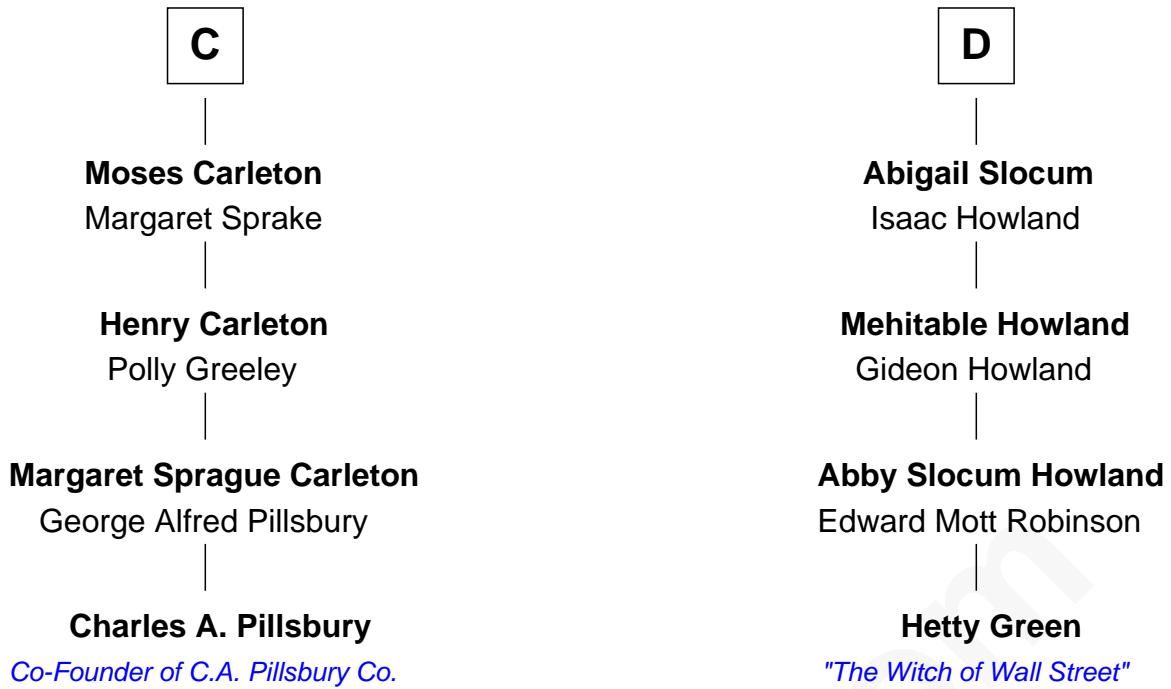 C
Moses Carleton
Margaret Sprake
Henry Carleton
Polly Greeley
Margaret Sprague Carleton
George Alfred Pillsbury
Charles A. Pillsbury
Co-Founder of C.A. Pillsbury Co.
D
Abigail Slocum
Isaac Howland
Mehitable Howland
Gideon Howland
Abby Slocum Howland
Edward Mott Robinson
Hetty Green
"The Witch of Wall Street"